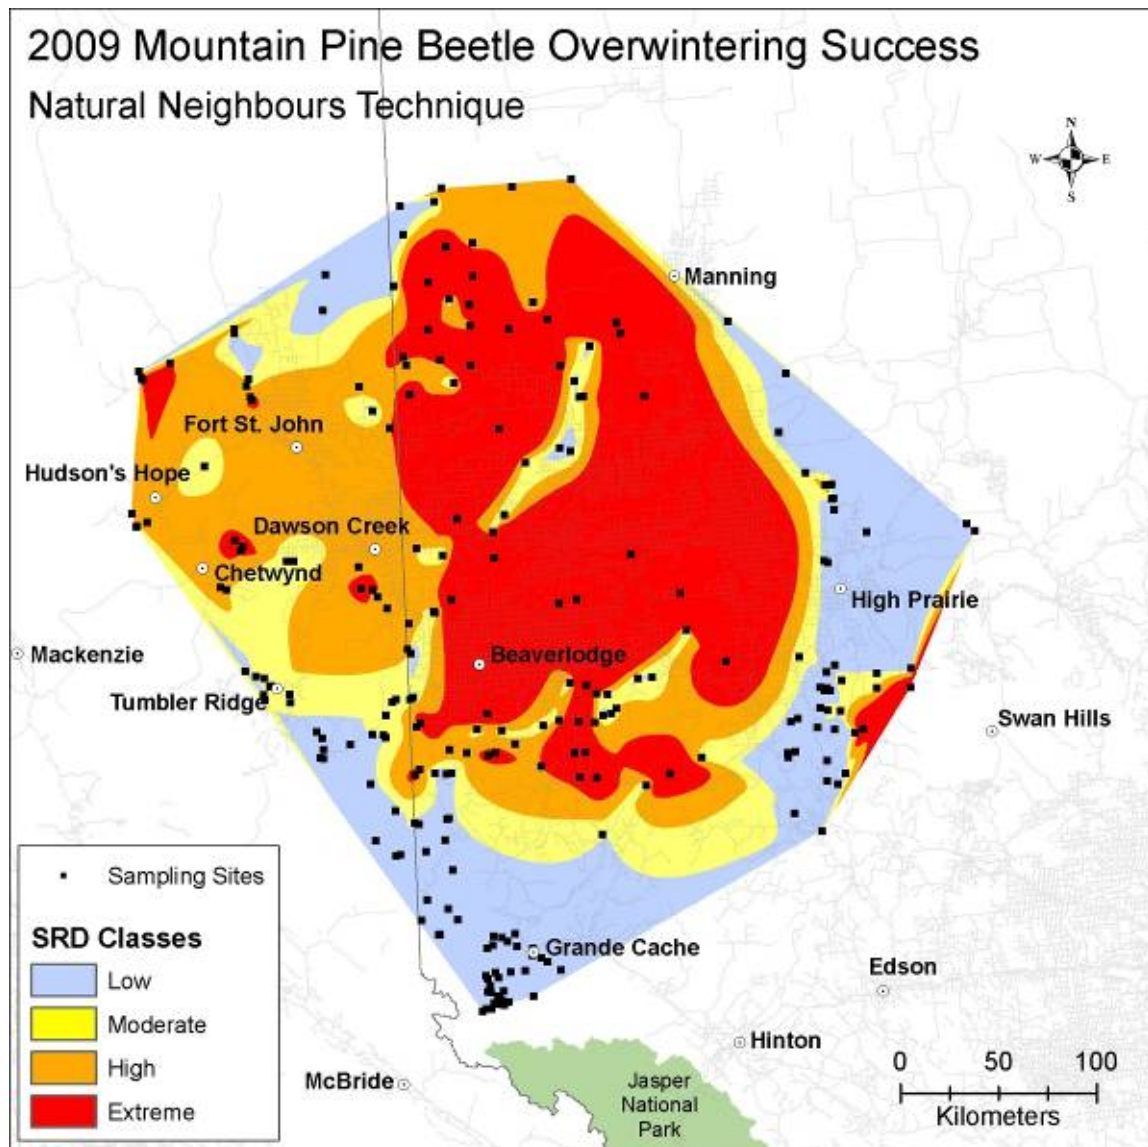 2009 Mountain Pine Beetle Overwintering Success
Natural Neighbours Technique
N
W E
S
Manning
Fort St. John
Hudson's Hope
Dawson Creek
Chetwynd
High Prairie
Mackenzie
Beaverlodge
Tumbler Ridge
Swan Hills
Sampling Sites
SRD Classes
Low
Moderate
High
Extreme
Grande Cache
Edson
Hinton
McBride
Jasper
National
Park
0 50 100
Kilometers